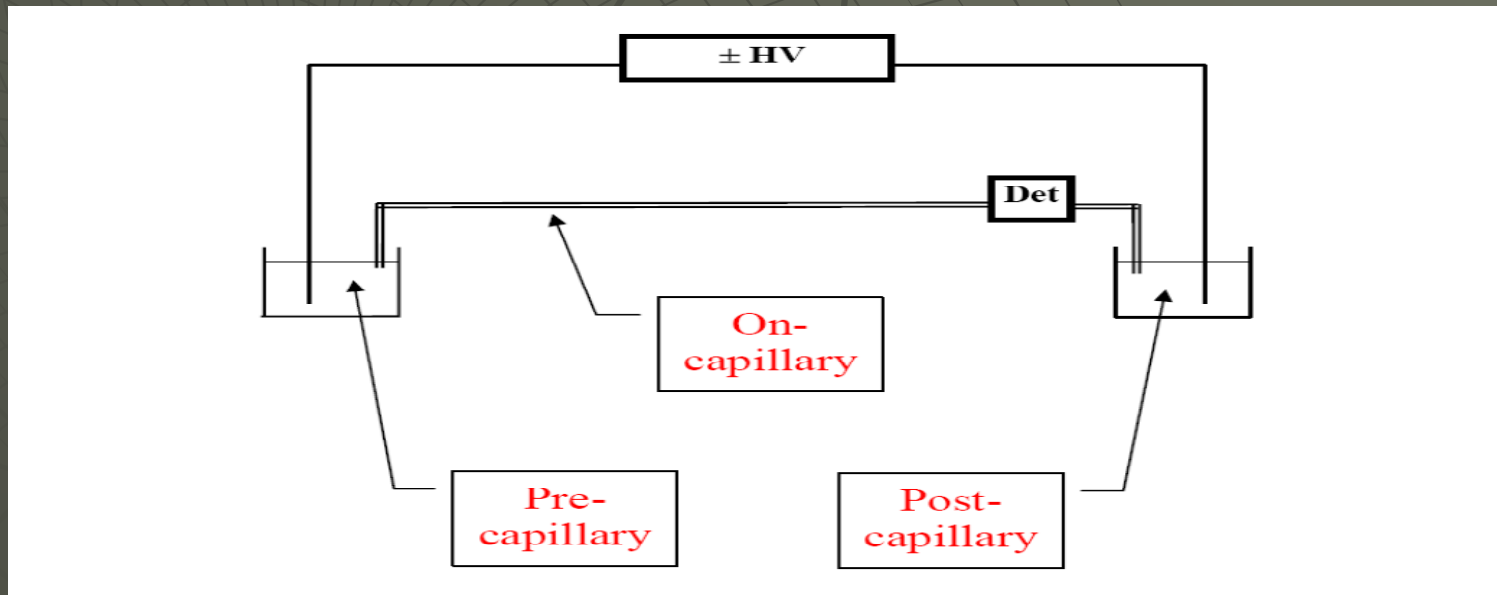 ± HV
Det
On-
capillary
Pre-
capillary
Post-
capillary